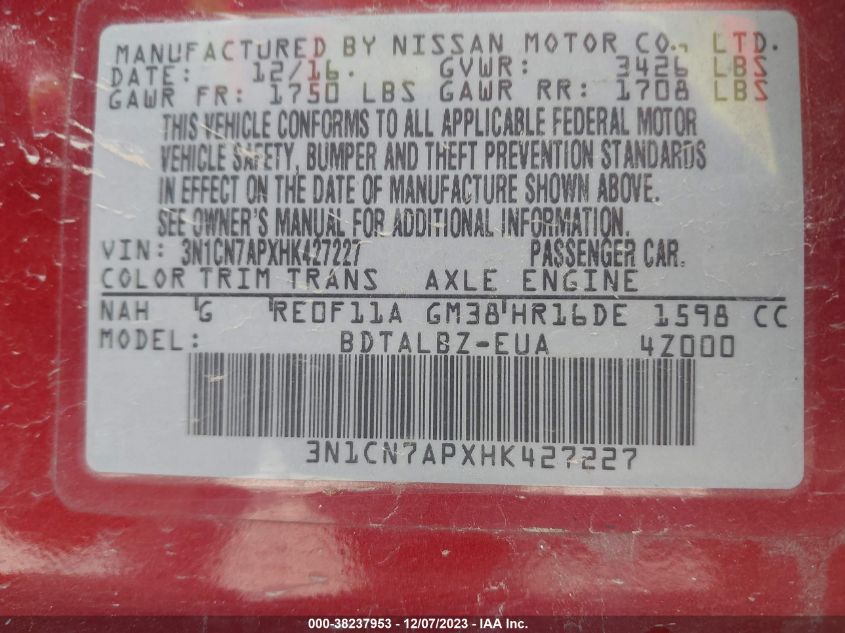 MANUFACTURED BY NISSAN MOTOR CO., LTD.
DATE: 12/16. GVWR: 3426 LBS
GAWR FR: 1750 LBS GAWR RR: 1708 LBS
THIS VEHICLE CONFORMS TO ALL APPLICABLE FEDERAL MOTOR
VEHICLE SAFETY, BUMPER AND THEFT PREVENTION STANDARDS
IN EFFECT ON THE DATE OF MANUFACTURE SHOWN ABOVE.
SEE OWNER'S MANUAL FOR ADDITIONAL INFORMATION.
VIN: 3N1CN7APXHK427227 PASSENGER CAR.
COLOR TRIM TRANS AXLE ENGINE
NAH G RE0F11A GM38 HR16DE 1598 CC
MODEL: BDTALBZ-EUA 4Z000
3N1CN7APXHK427227
000-38237953 - 12/07/2023 - © IAA, Inc.